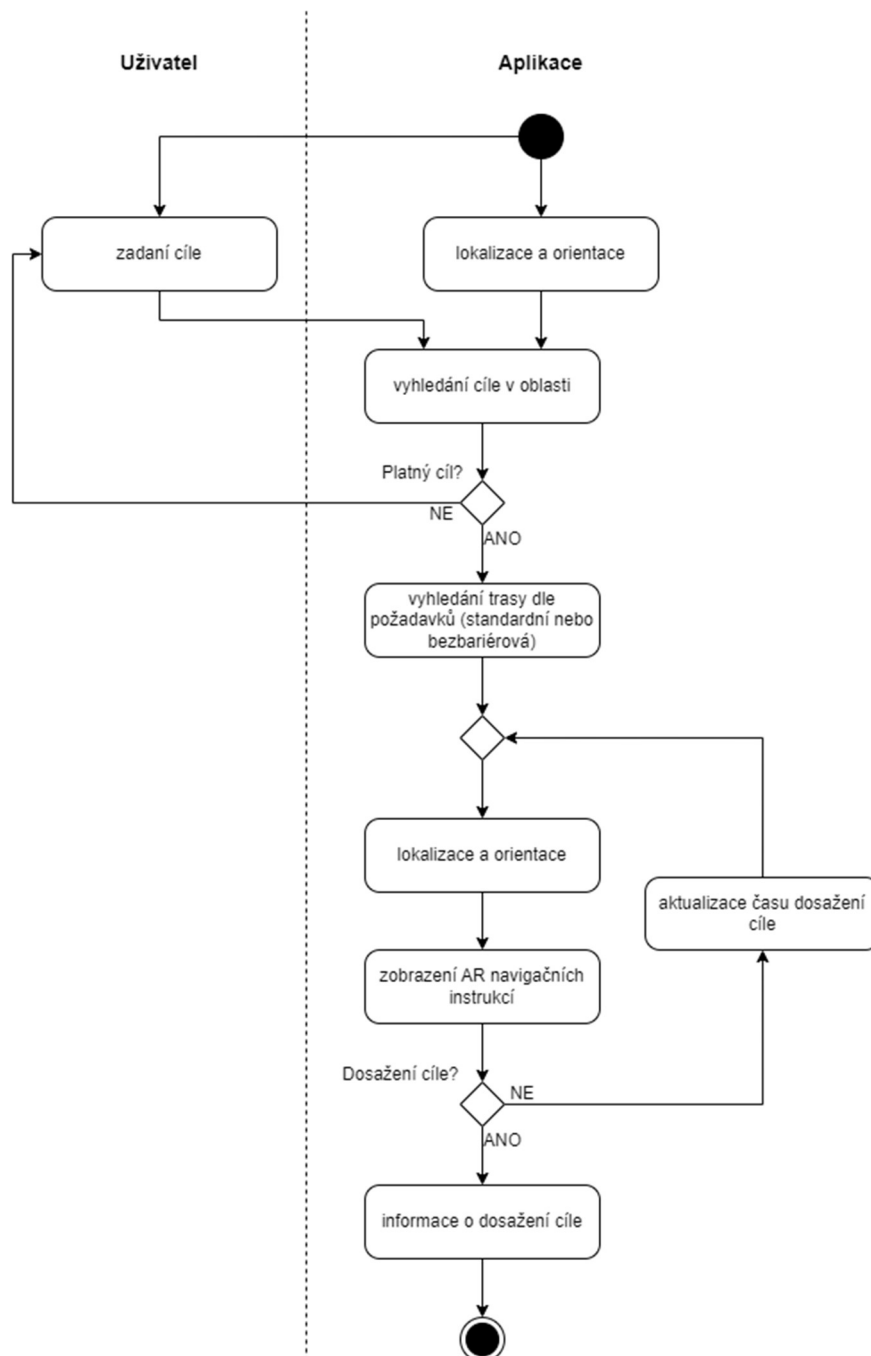 Uživatel
Aplikace
zadaní cíle
lokalizace a orientace
vyhledání cíle v oblasti
Platný cíl?
NE
ANO
vyhledání trasy dle
požadavků (standardní nebo
bezbariérová)
lokalizace a orientace
aktualizace času dosažení
cíle
zobrazení AR navigačních
instrukcí
Dosažení cíle?
NE
ANO
informace o dosažení cíle